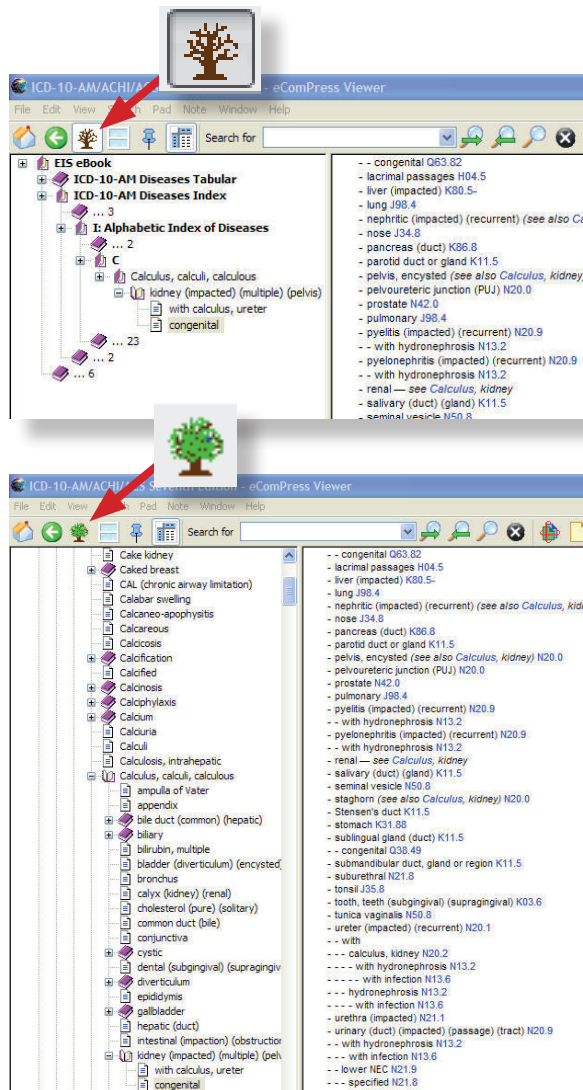 ICD-10-AM/ACHI/A - eComPress Viewer
File Edit View Pad Note Window Help
Search for
EIS eBook
ICD-10-AM Diseases Tabular
ICD-10-AM Diseases Index
... 3
I: Alphabetic Index of Diseases
... 2
C
Calculus, calculi, calculous
kidney (impacted) (multiple) (pelvis)
with calculus, ureter
congenital
... 23
... 2
... 6
- - congenital Q63.82
- lacrimal passages H04.5
- liver (impacted) K80.5-
- lung J98.4
- nephritic (impacted) (recurrent) (see also Ca
- nose J34.8
- pancreas (duct) K86.8
- parotid duct or gland K11.5
- pelvis, encysted (see also Calculus, kidney
- pelvoureteric junction (PUJ) N20.0
- prostate N42.0
- pulmonary J98.4
- pyelitis (impacted) (recurrent) N20.9
- - with hydronephrosis N13.2
- pyelonephritis (impacted) (recurrent) N20.9
- - with hydronephrosis N13.2
- renal — see Calculus, kidney
- salivary (duct) (gland) K11.5
- seminal vesicle N50.8
ICD-10-AM/ACHI/ACS Seventh Edition - eComPress Viewer
File Edit View Pad Note Window Help
Search for
Cake kidney
Caked breast
CAL (chronic airway limitation)
Calabar swelling
Calcaneo-apophysitis
Calcareous
Calcicosis
Calcification
Calcified
Calcinosis
Calciphylaxis
Calcium
Calciuria
Calculi
Calculosis, intrahepatic
Calculus, calculi, calculous
ampulla of Vater
appendix
bile duct (common) (hepatic)
biliary
bilirubin, multiple
bladder (diverticulum) (encysted)
bronchus
calyx (kidney) (renal)
cholesterol (pure) (solitary)
common duct (bile)
conjunctiva
cystic
dental (subgingival) (supragingiv
diverticulum
epididymis
gallbladder
hepatic (duct)
intestinal (impaction) (obstruction
kidney (impacted) (multiple) (pelv
with calculus, ureter
congenital
- - congenital Q63.82
- lacrimal passages H04.5
- liver (impacted) K80.5-
- lung J98.4
- nephritic (impacted) (recurrent) (see also Calculus, kid
- nose J34.8
- pancreas (duct) K86.8
- parotid duct or gland K11.5
- pelvis, encysted (see also Calculus, kidney) N20.0
- pelvoureteric junction (PUJ) N20.0
- prostate N42.0
- pulmonary J98.4
- pyelitis (impacted) (recurrent) N20.9
- - with hydronephrosis N13.2
- pyelonephritis (impacted) (recurrent) N20.9
- - with hydronephrosis N13.2
- renal — see Calculus, kidney
- salivary (duct) (gland) K11.5
- seminal vesicle N50.8
- staghorn (see also Calculus, kidney) N20.0
- Stensen's duct K11.5
- stomach K31.88
- sublingual gland (duct) K11.5
- - congenital Q38.49
- submandibular duct, gland or region K11.5
- suburethral N21.8
- tonsil J35.8
- tooth, teeth (subgingival) (supragingival) K03.6
- tunica vaginalis N50.8
- ureter (impacted) (recurrent) N20.1
- - with
- - - calculus, kidney N20.2
- - - - with hydronephrosis N13.2
- - - - - with infection N13.6
- - - hydronephrosis N13.2
- - - - with infection N13.6
- urethra (impacted) N21.1
- urinary (duct) (impacted) (passage) (tract) N20.9
- - with hydronephrosis N13.2
- - - with infection N13.6
- - lower NEC N21.9
- - - specified N21.8